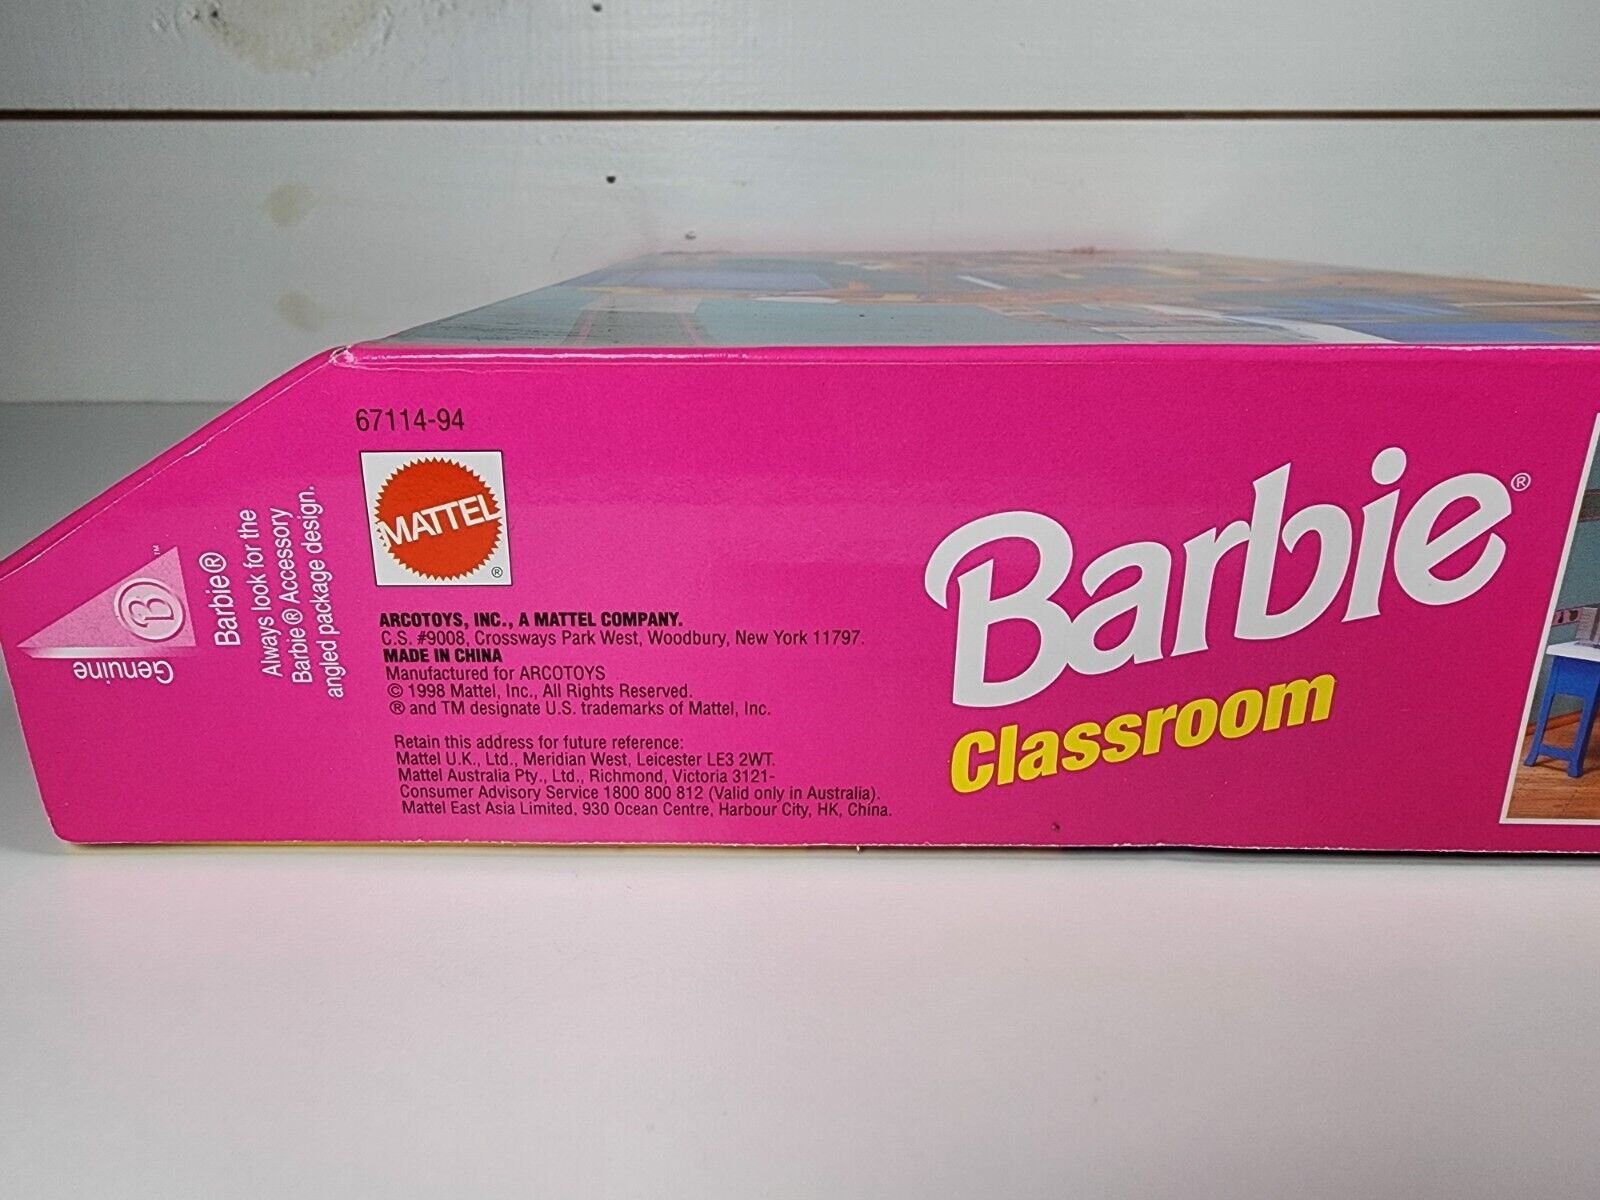 67114-94
MATTEL
®
Genuine
B
™
Barbie®
Always look for the
Barbie® Accessory
angled package design.
ARCOTOYS, INC., A MATTEL COMPANY.
C.S. #9008, Crossways Park West, Woodbury, New York 11797.
MADE IN CHINA
Manufactured for ARCOTOYS
© 1998 Mattel, Inc., All Rights Reserved.
® and TM designate U.S. trademarks of Mattel, Inc.
Retain this address for future reference:
Mattel U.K., Ltd., Meridian West, Leicester LE3 2WT.
Mattel Australia Pty., Ltd., Richmond, Victoria 3121-
Consumer Advisory Service 1800 800 812 (Valid only in Australia).
Mattel East Asia Limited, 930 Ocean Centre, Harbour City, HK, China.
Barbie®
Classroom